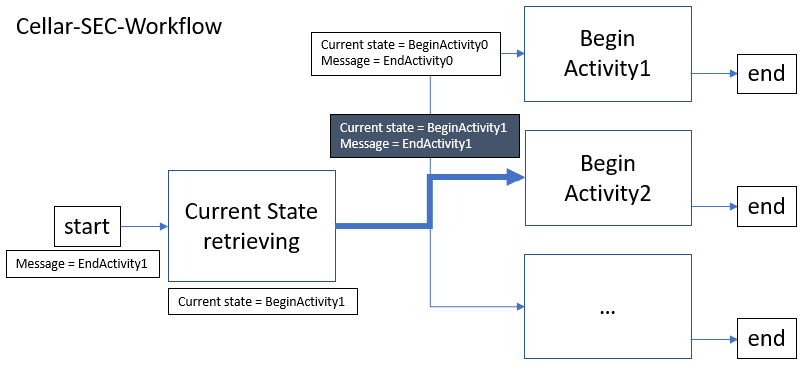 Cellar-SEC-Workflow
Current state = BeginActivity0
Message = EndActivity0
Begin
Activity1
end
Current state = BeginActivity1
Message = EndActivity1
Begin
Activity2
end
start
Message = EndActivity1
Current State
retrieving
Current state = BeginActivity1
...
end